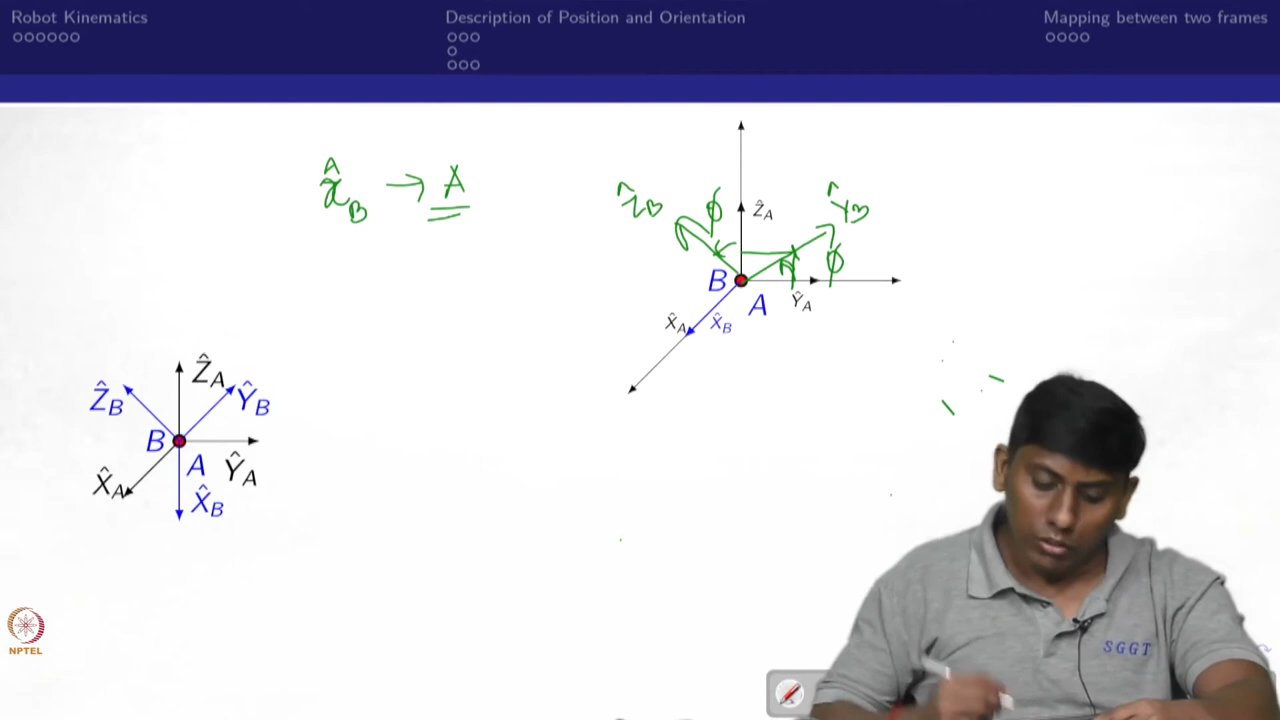 Robot Kinematics
Description of Position and Orientation
Mapping between two frames
x̂_B → A
ẑ_B
ϕ
Ẑ_A
ŷ_B
ϕ
B
A
Ŷ_A
X̂_A
X̂_B
Ẑ_B
Ẑ_A
Ŷ_B
B
A
Ŷ_A
X̂_A
X̂_B
SGGT
NPTEL